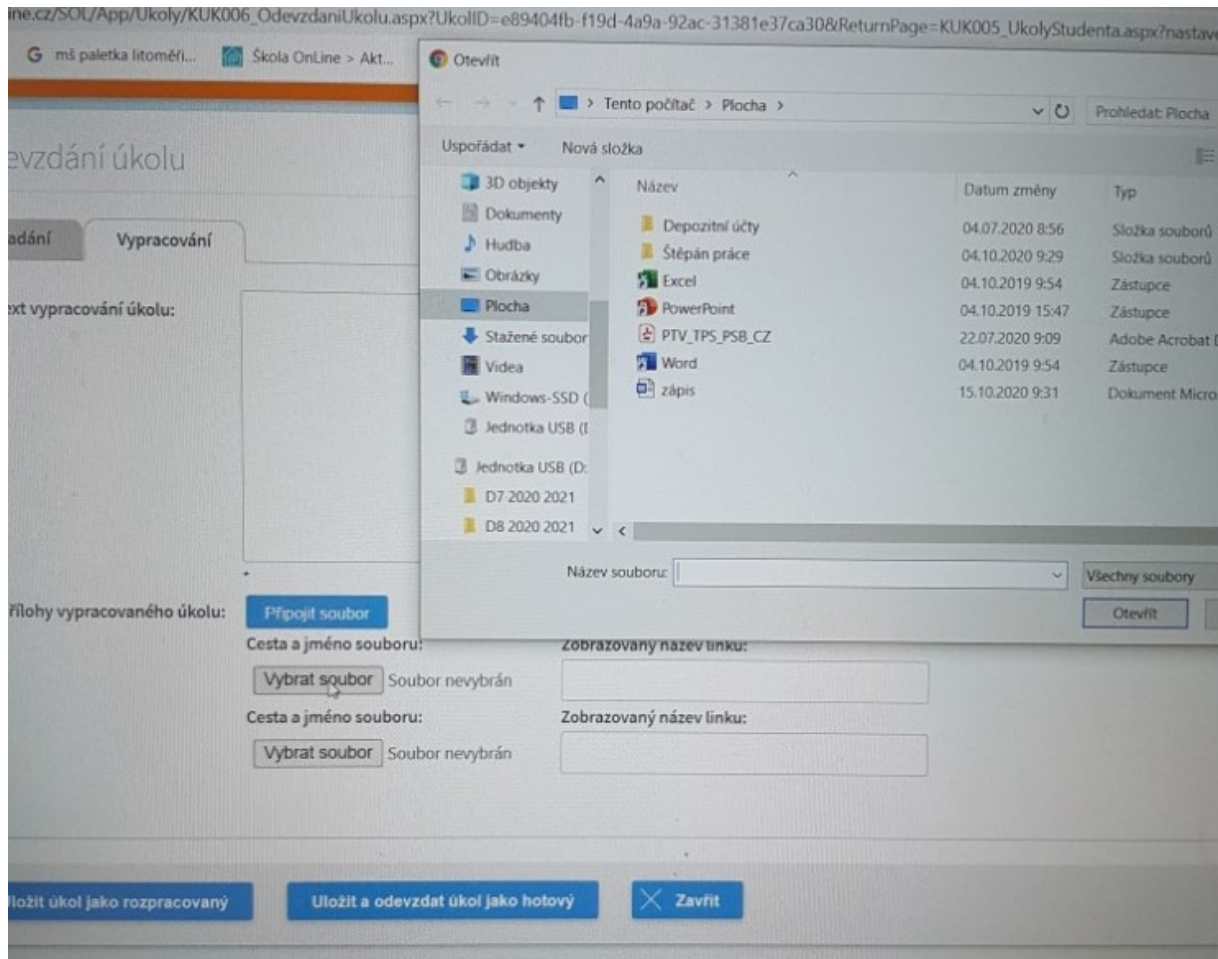 ine.cz/SOL/App/Ukoly/KUK006_OdevzdaniUkolu.aspx?UkolID=e89404fb-f19d-4a9a-92ac-31381e37ca30&ReturnPage=KUK005_UkolyStudenta.aspx?nastave
mš paletka litoměři...
Škola OnLine > Akt...
Otevřít
Tento počítač > Plocha >
Prohledat: Plocha
Uspořádat
Nová složka
evzdání úkolu
adání
Vypracování
ext vypracování úkolu:
3D objekty
Dokumenty
Hudba
Obrázky
Plocha
Stažené soubor
Videa
Windows-SSD (
Jednotka USB (D
Jednotka USB (D:
D7 2020 2021
D8 2020 2021
Název Datum změny Typ
Depozitní účty 04.07.2020 8:56 Složka souborů
Štěpán práce 04.10.2020 9:29 Složka souborů
Excel 04.10.2019 9:54 Zástupce
PowerPoint 04.10.2019 15:47 Zástupce
PTV_TPS_PSB_CZ 22.07.2020 9:09 Adobe Acrobat D
Word 04.10.2019 9:54 Zástupce
zápis 15.10.2020 9:31 Dokument Micro
Název souboru:
Všechny soubory
Otevřít
řílohy vypracovaného úkolu:
Připojit soubor
Cesta a jméno souboru: Zobrazovaný název linku:
Vybrat soubor Soubor nevybrán
Cesta a jméno souboru: Zobrazovaný název linku:
Vybrat soubor Soubor nevybrán
ložit úkol jako rozpracovaný
Uložit a odevzdat úkol jako hotový
Zavřít